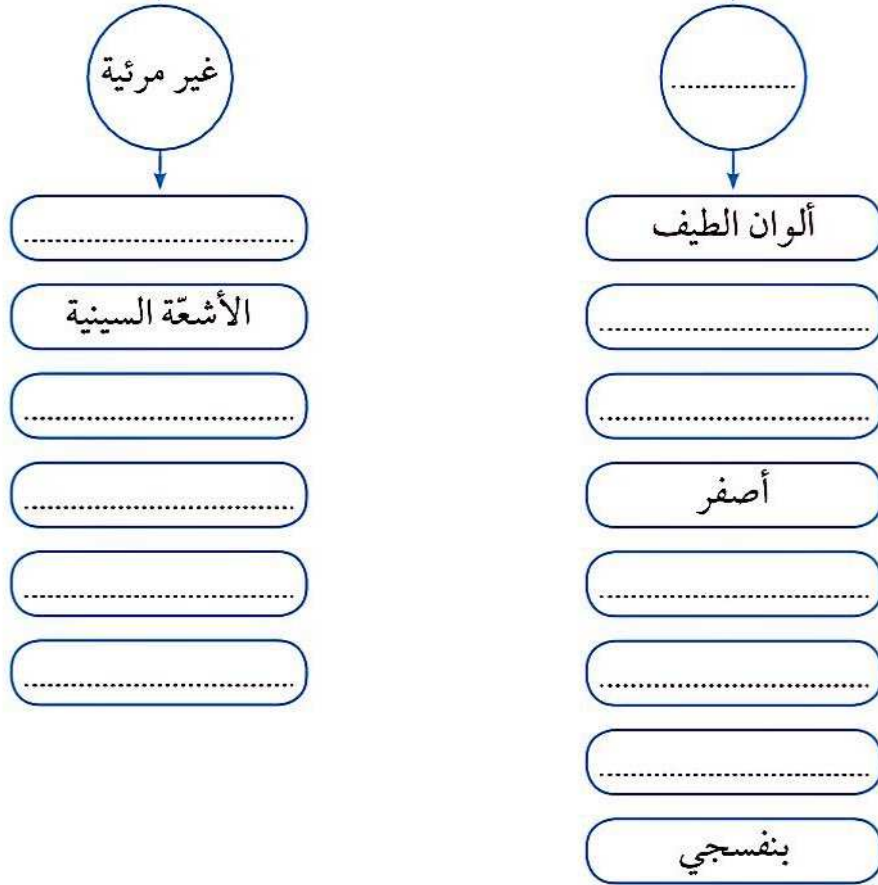 غير مرئية
ألوان الطيف
الأشعّة السينية
أصفر
بنفسجي